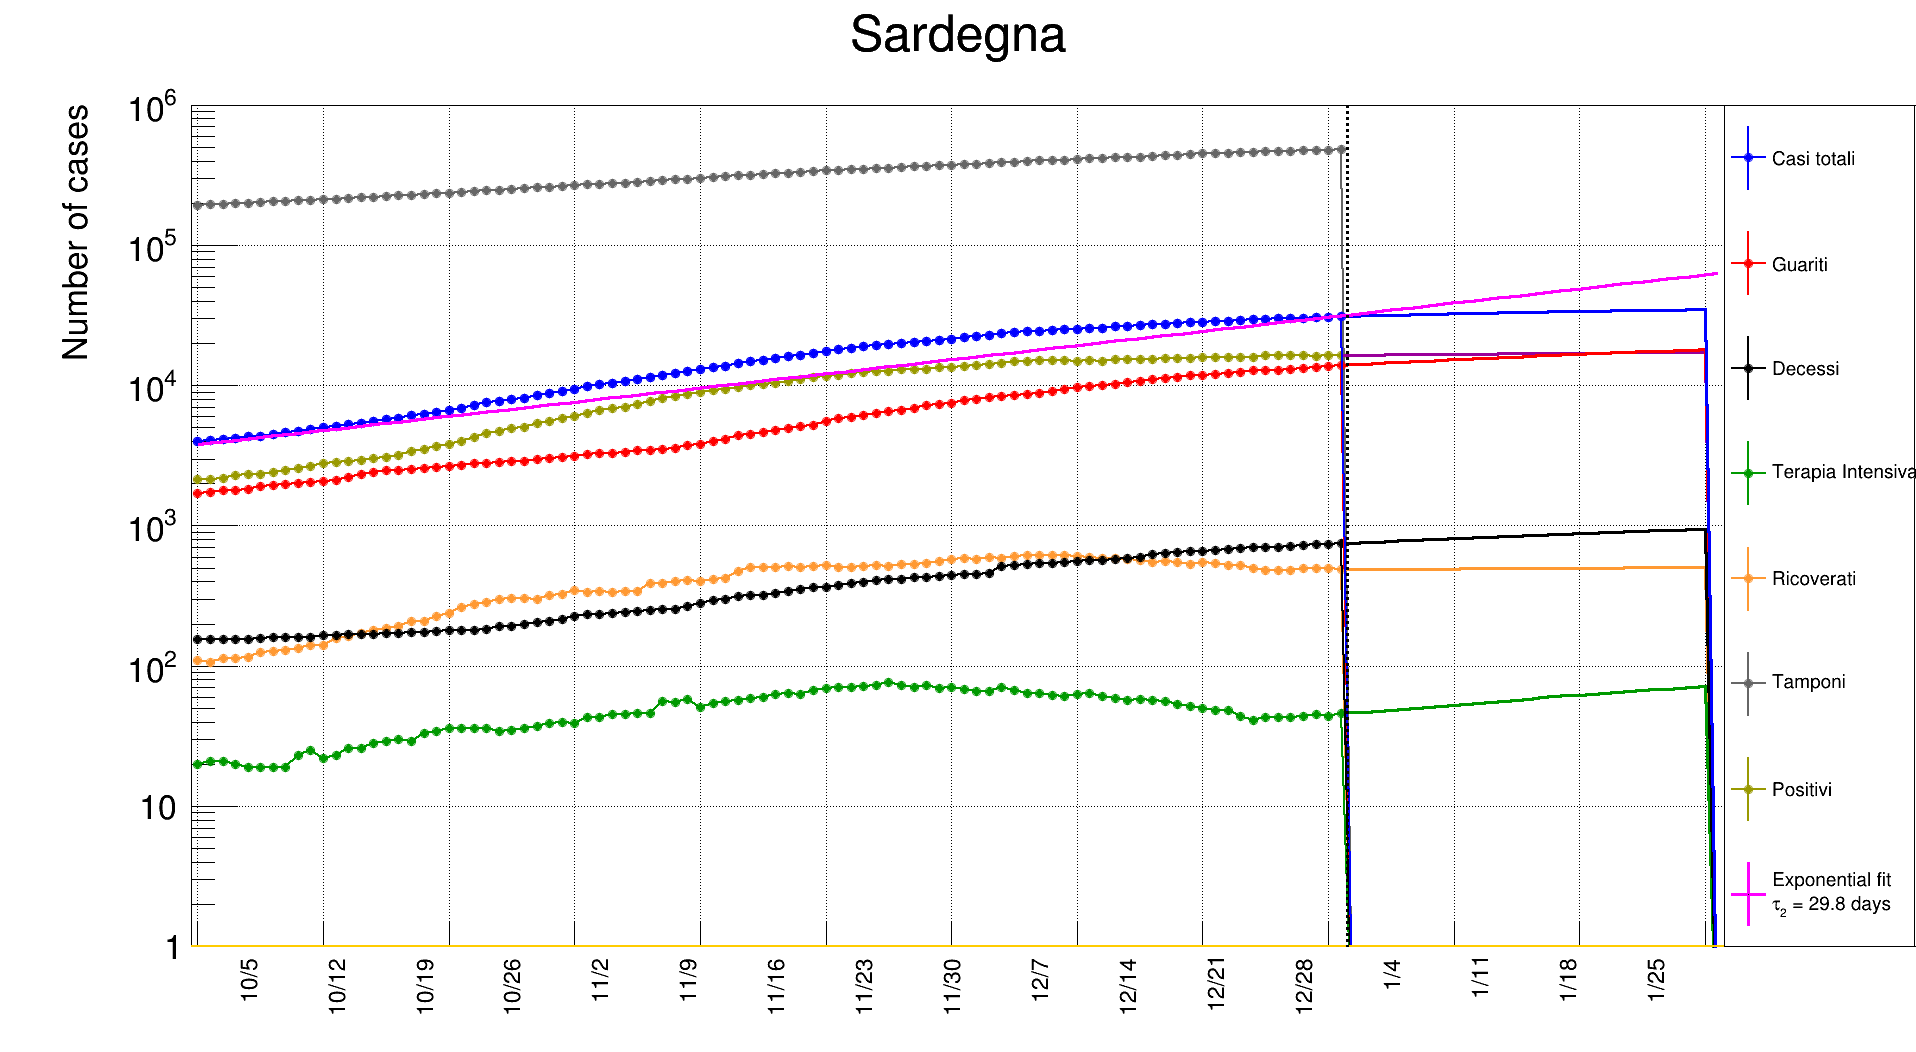 Sardegna
Number of cases
10^6
10^5
10^4
10^3
10^2
10
1
10/5
10/12
10/19
10/26
11/2
11/9
11/16
11/23
11/30
12/7
12/14
12/21
12/28
1/4
1/11
1/18
1/25
Casi totali
Guariti
Decessi
Terapia Intensiva
Ricoverati
Tamponi
Positivi
Exponential fit
τ₂ = 29.8 days